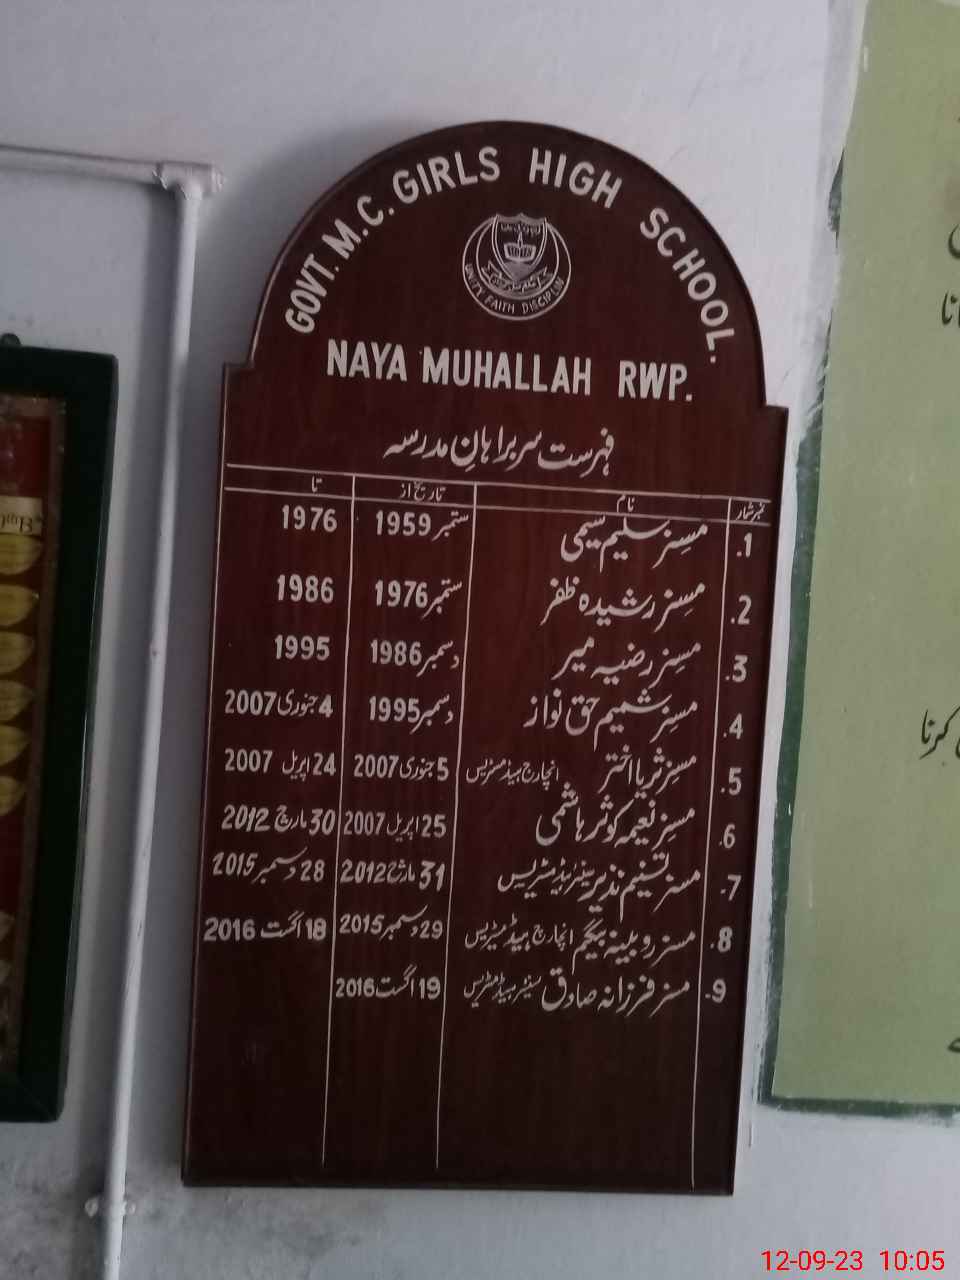 GOVT. M.C. GIRLS HIGH SCHOOL.
UNITY FAITH DISCIPLIN
NAYA MUHALLAH RWP.
فہرست سربراہانِ مدرسہ
نمبر شمار نام تاریخ از تا
1. مسز سلیم سیمی ستمبر 1959 1976
2. مسز رشیدہ ظفر ستمبر 1976 1986
3. مسز رضیہ میر دسمبر 1986 1995
4. مسز شمیم حق نواز دسمبر 1995 4 جنوری 2007
5. مسز ثریا اختر انچارج ہیڈ مسٹریس 5 جنوری 2007 24 اپریل 2007
6. مسز نعیمہ کوثر ہاشمی 25 اپریل 2007 30 مارچ 2012
7. مسز تسنیم نذیر سینئر ہیڈ مسٹریس 31 مارچ 2012 28 دسمبر 2015
8. مسز روبینہ بیگم انچارج ہیڈ مسٹریس 29 دسمبر 2015 18 اگست 2016
9. مسز فرزانہ صادق سینئر ہیڈ مسٹریس 19 اگست 2016
کرنا
12-09-23 10:05